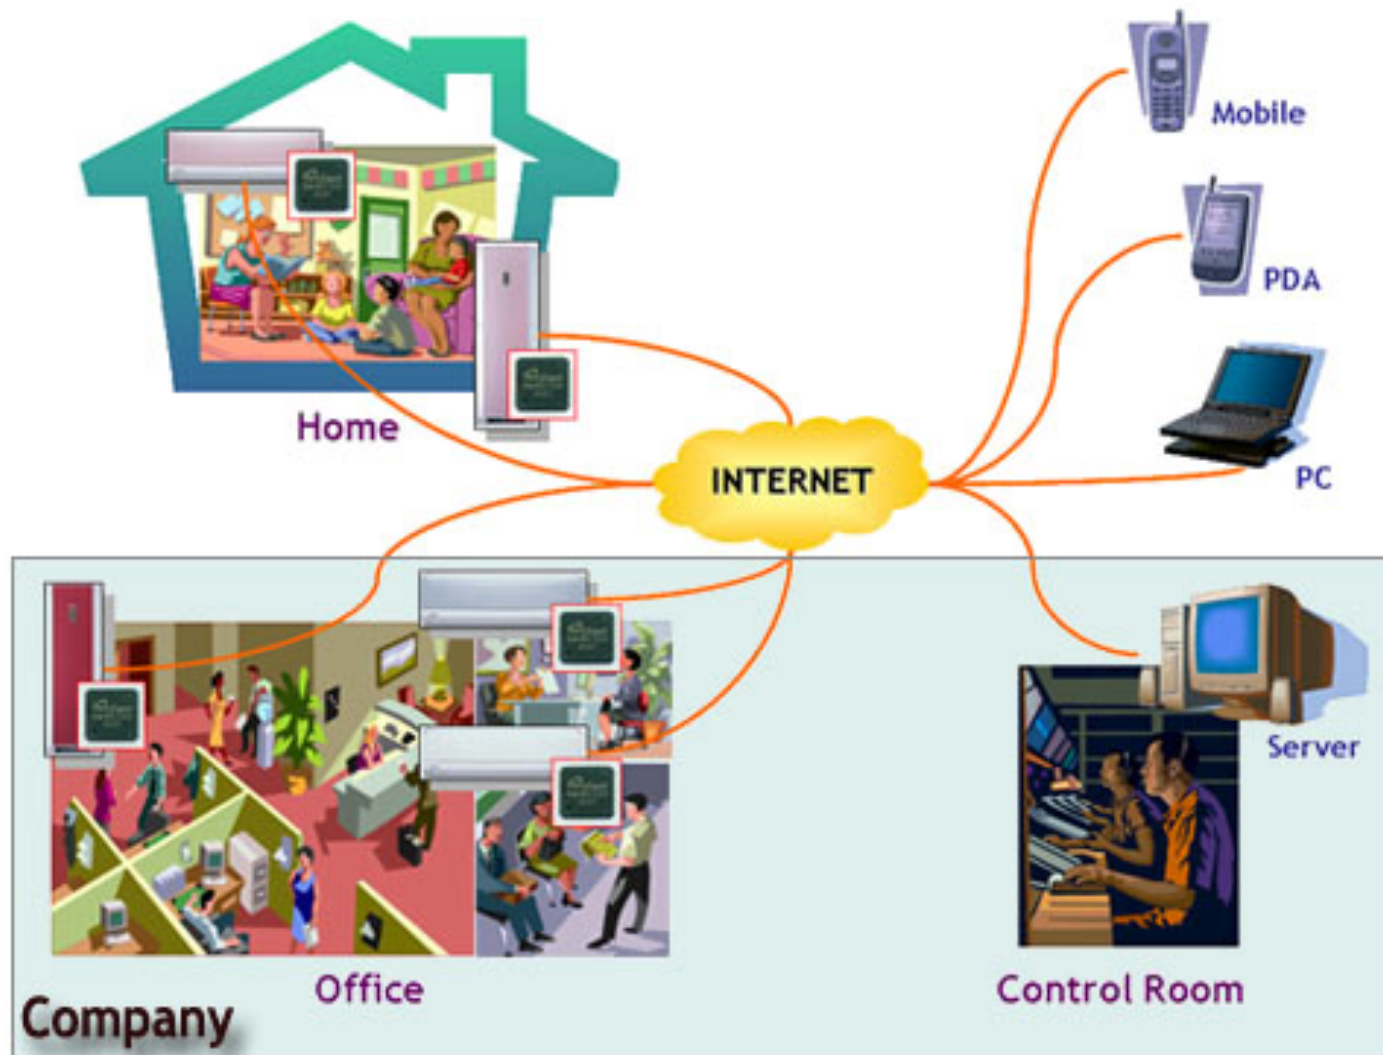 Mobile
PDA
PC
Home
INTERNET
Server
Office
Control Room
Company